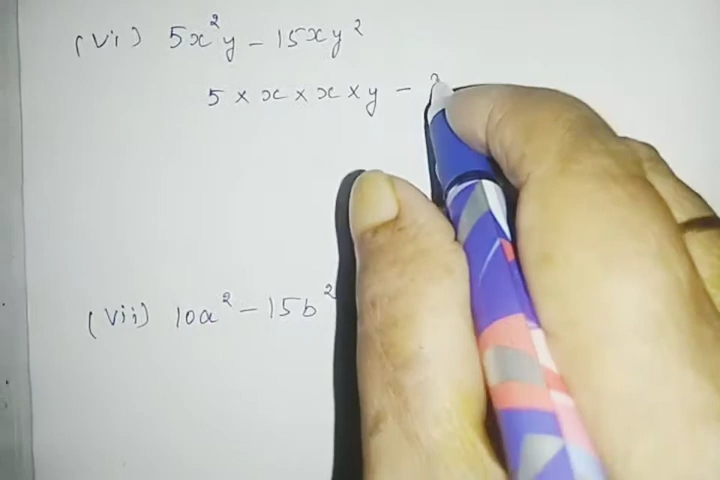 (vi) 5x²y - 15xy²
5 × x × x × y -
(vii) 10a² - 15b²